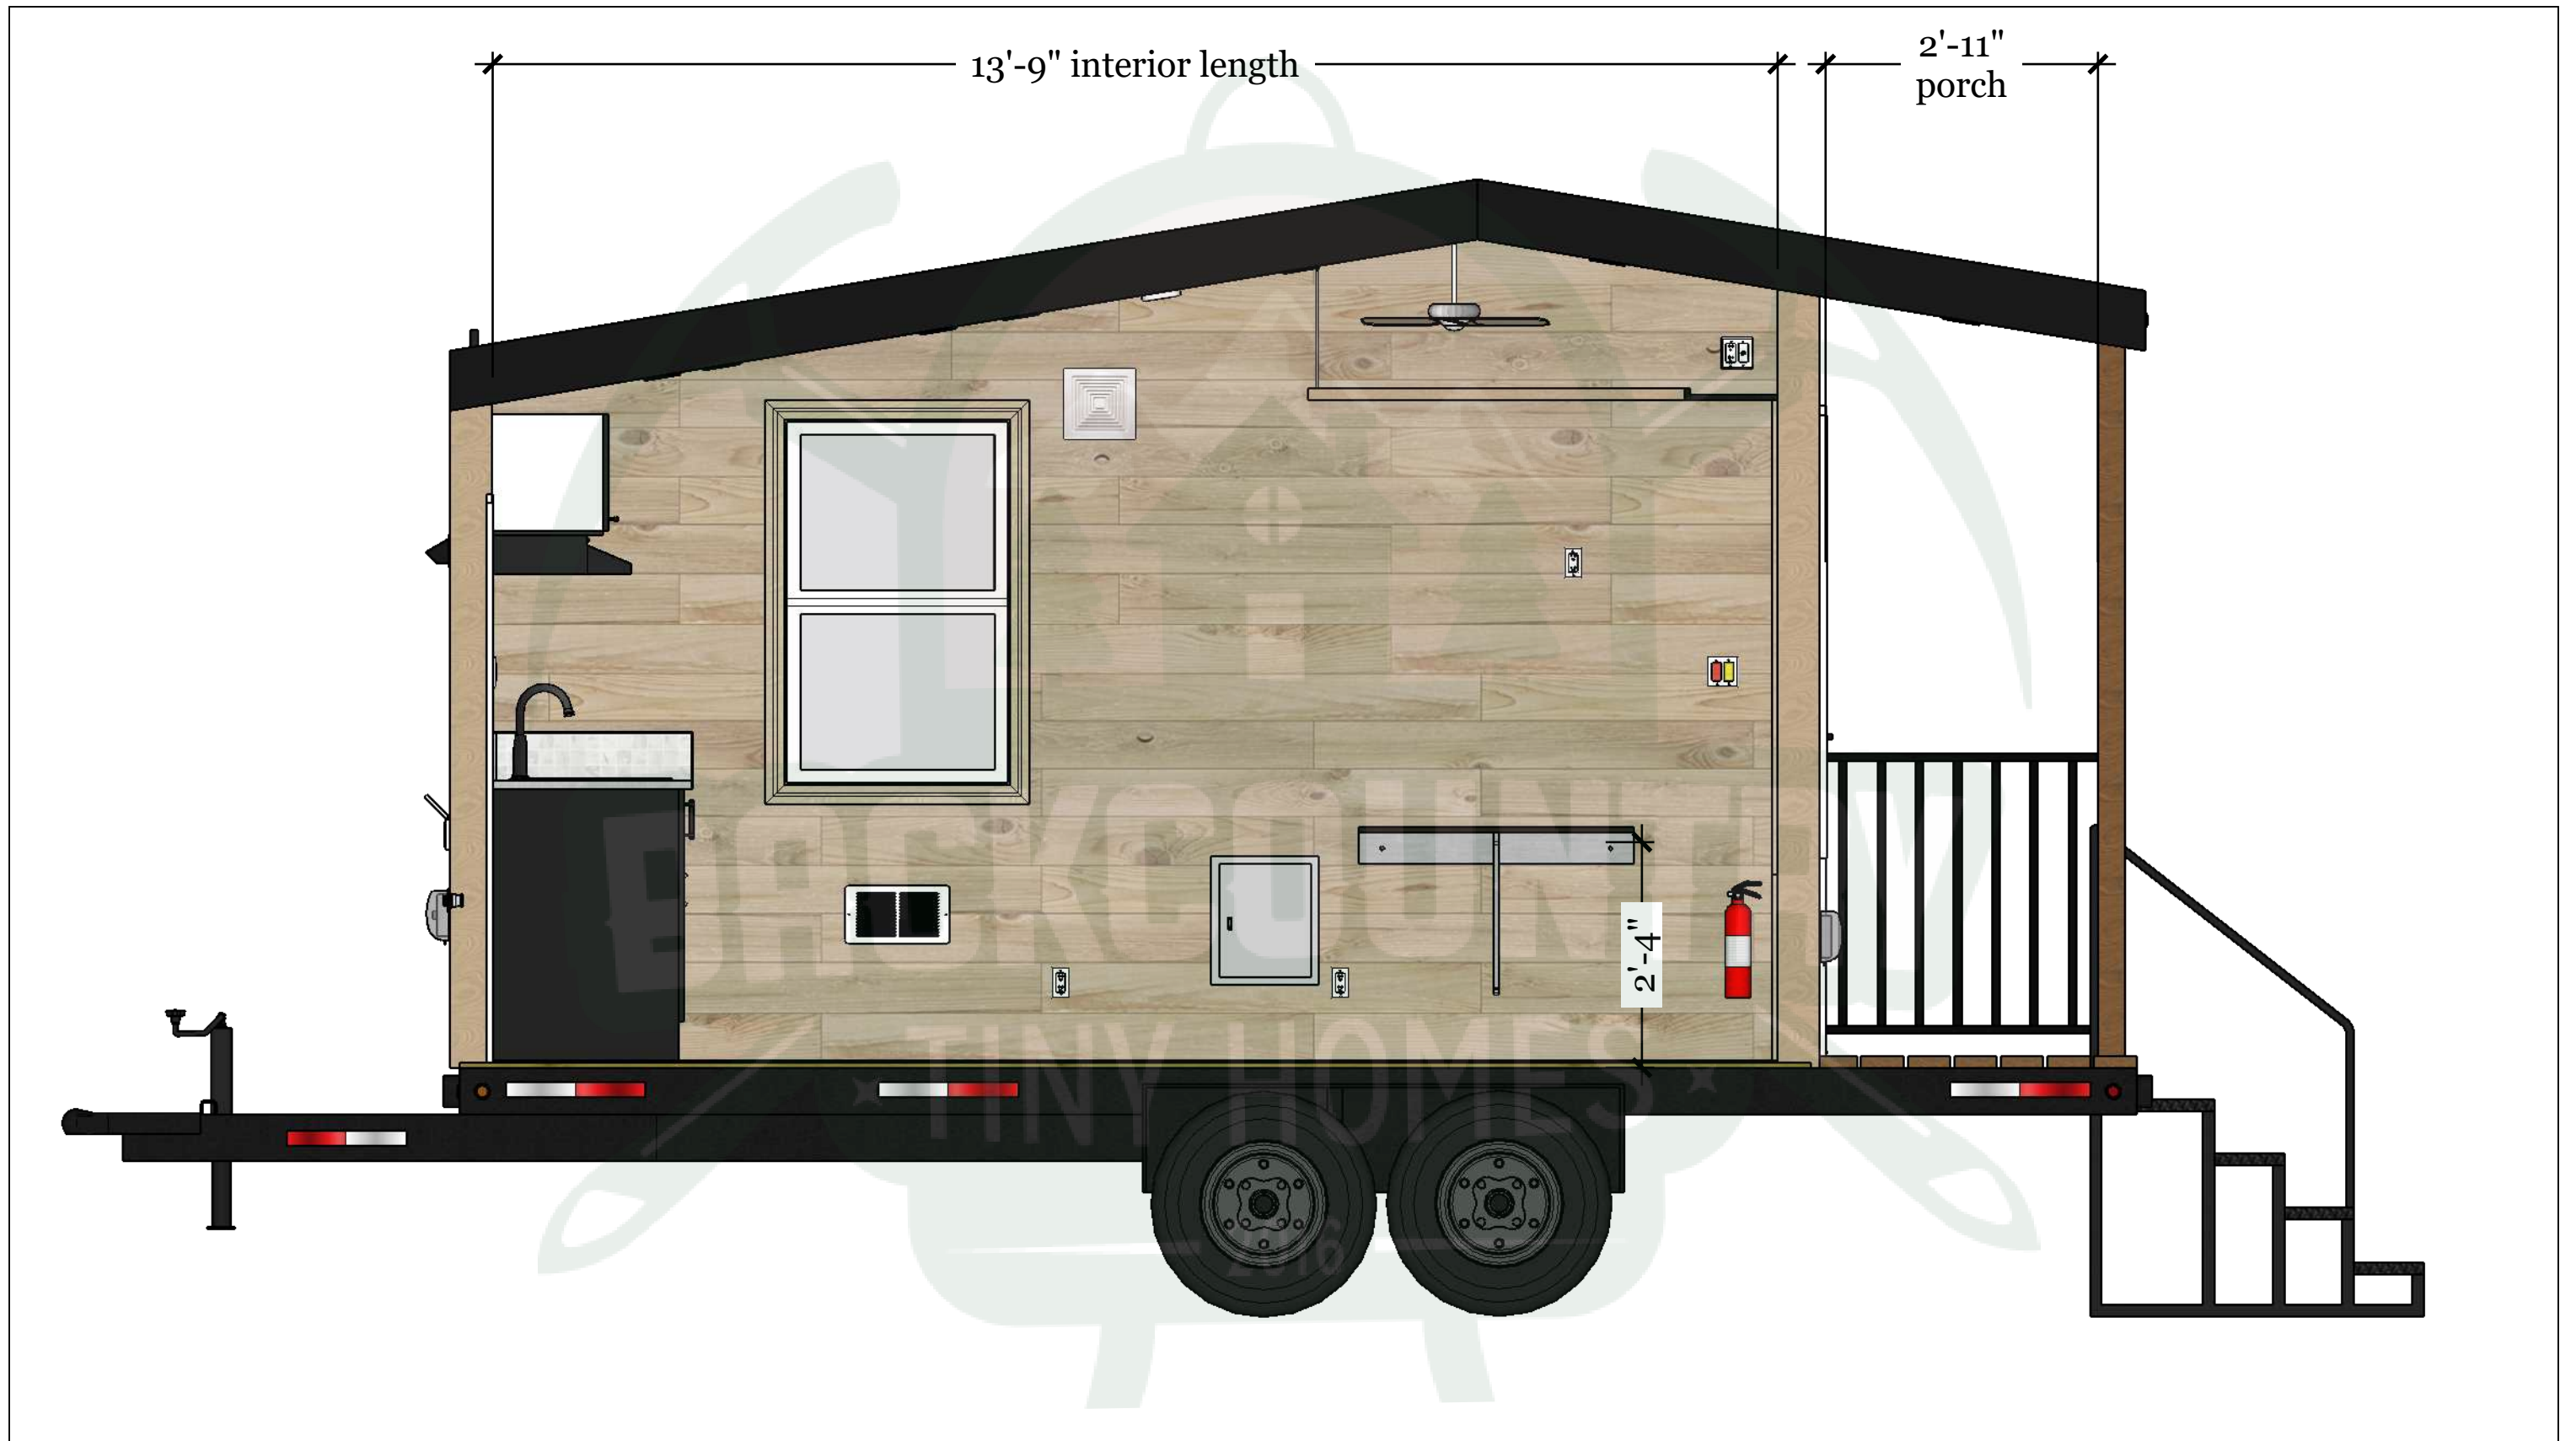 13'-9" interior length
2'-11"
porch
2'-4"
BACKCOUNTRY
TINY HOMES
2016